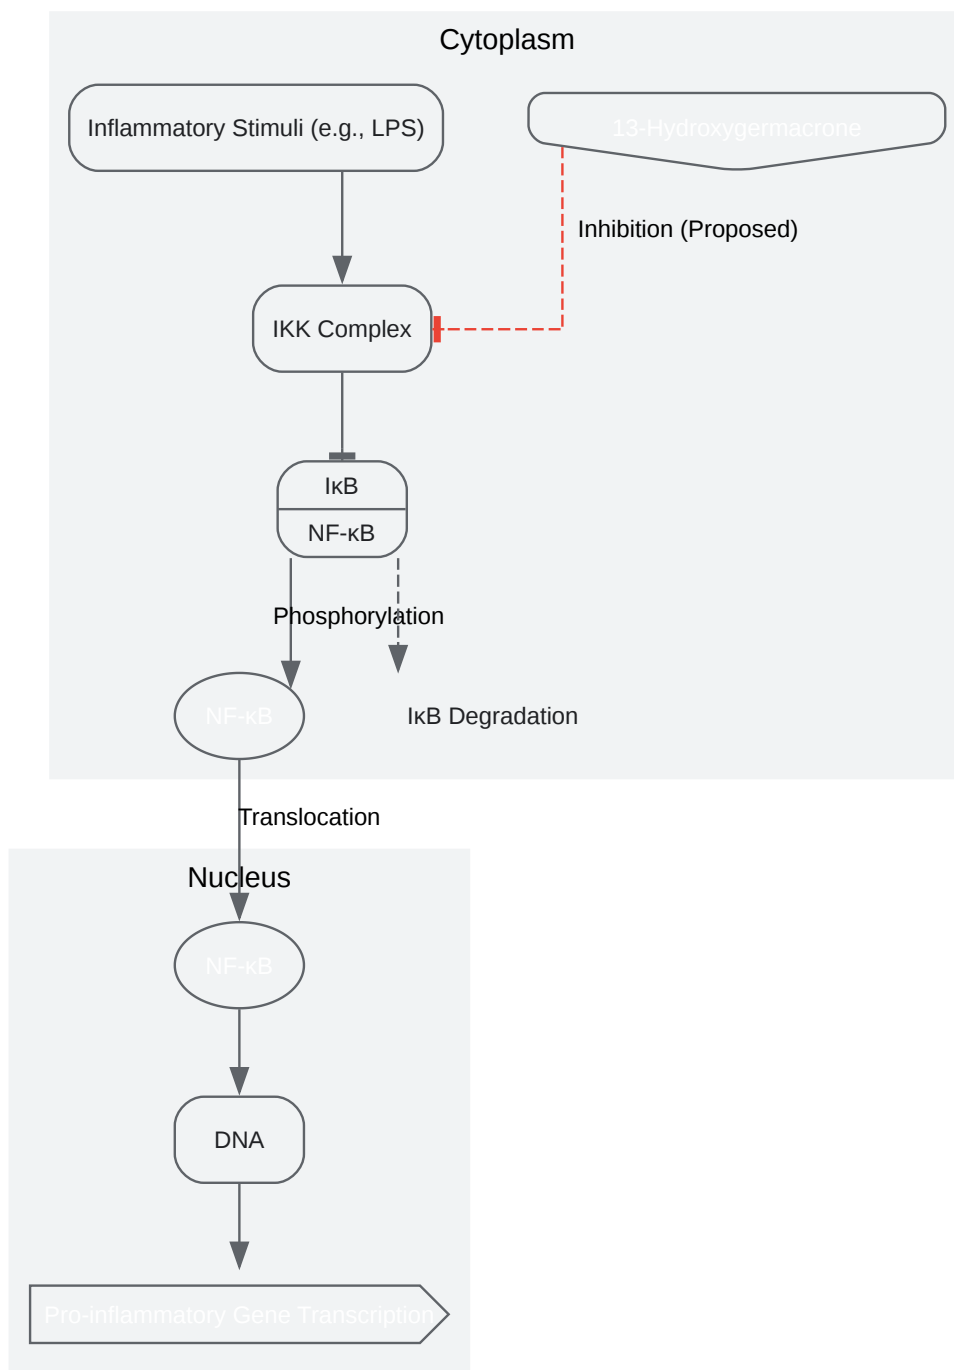 Cytoplasm
Inflammatory Stimuli (e.g., LPS)
13-Hydroxygermacrone
Inhibition (Proposed)
IKK Complex
IκB
NF-κB
Phosphorylation
NF-κB
IκB Degradation
Translocation
Nucleus
NF-κB
DNA
Pro-inflammatory Gene Transcription